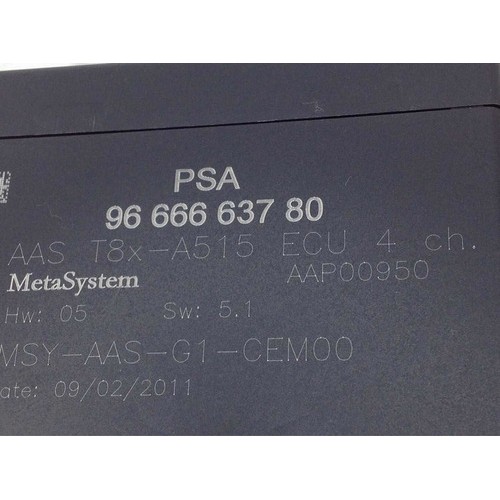 PSA
96 666 637 80
AAS T8x-A515 ECU 4 ch.
MetaSystem AAP00950
Hw: 05 Sw: 5.1
MSY-AAS-G1-CEM00
ate: 09/02/2011